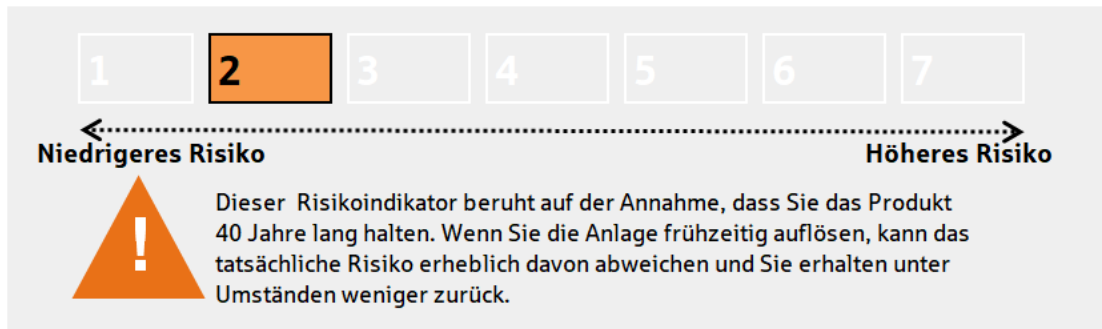 1 2 3 4 5 6 7
Niedrigeres Risiko Höheres Risiko
!
Dieser Risikoindikator beruht auf der Annahme, dass Sie das Produkt
40 Jahre lang halten. Wenn Sie die Anlage frühzeitig auflösen, kann das
tatsächliche Risiko erheblich davon abweichen und Sie erhalten unter
Umständen weniger zurück.